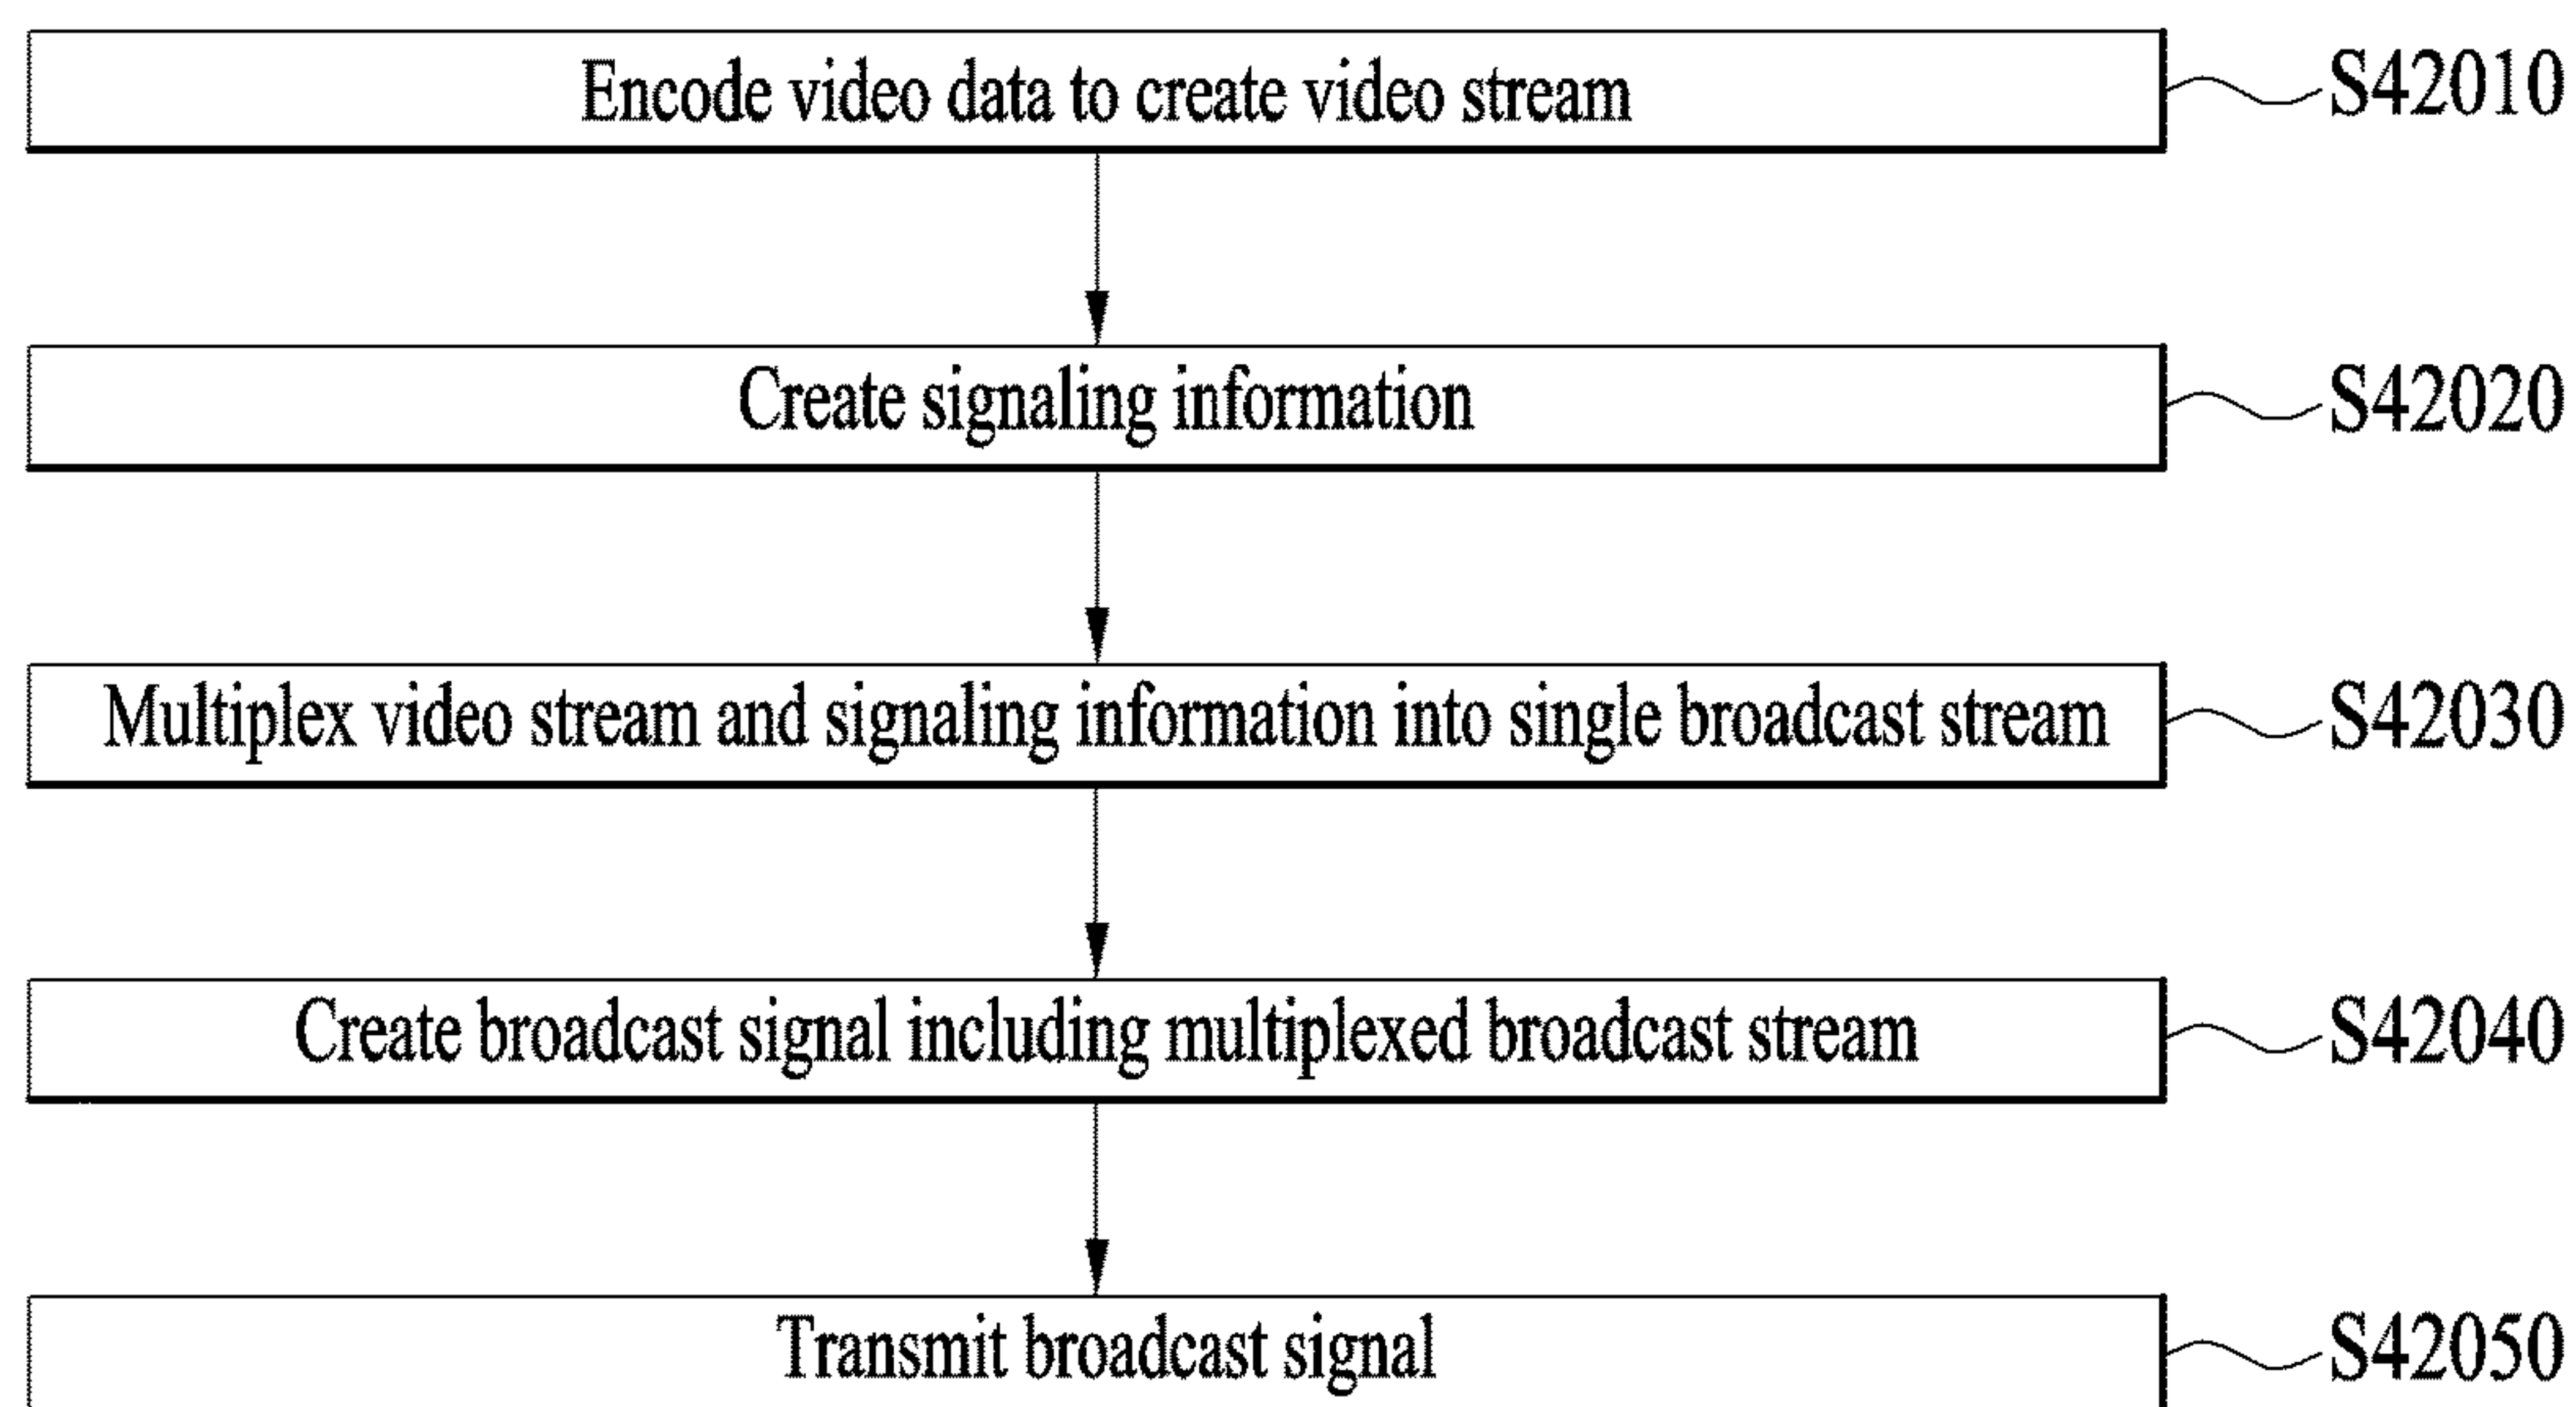 Encode video data to create video stream S42010
Create signaling information S42020
Multiplex video stream and signaling information into single broadcast stream S42030
Create broadcast signal including multiplexed broadcast stream S42040
Transmit broadcast signal S42050